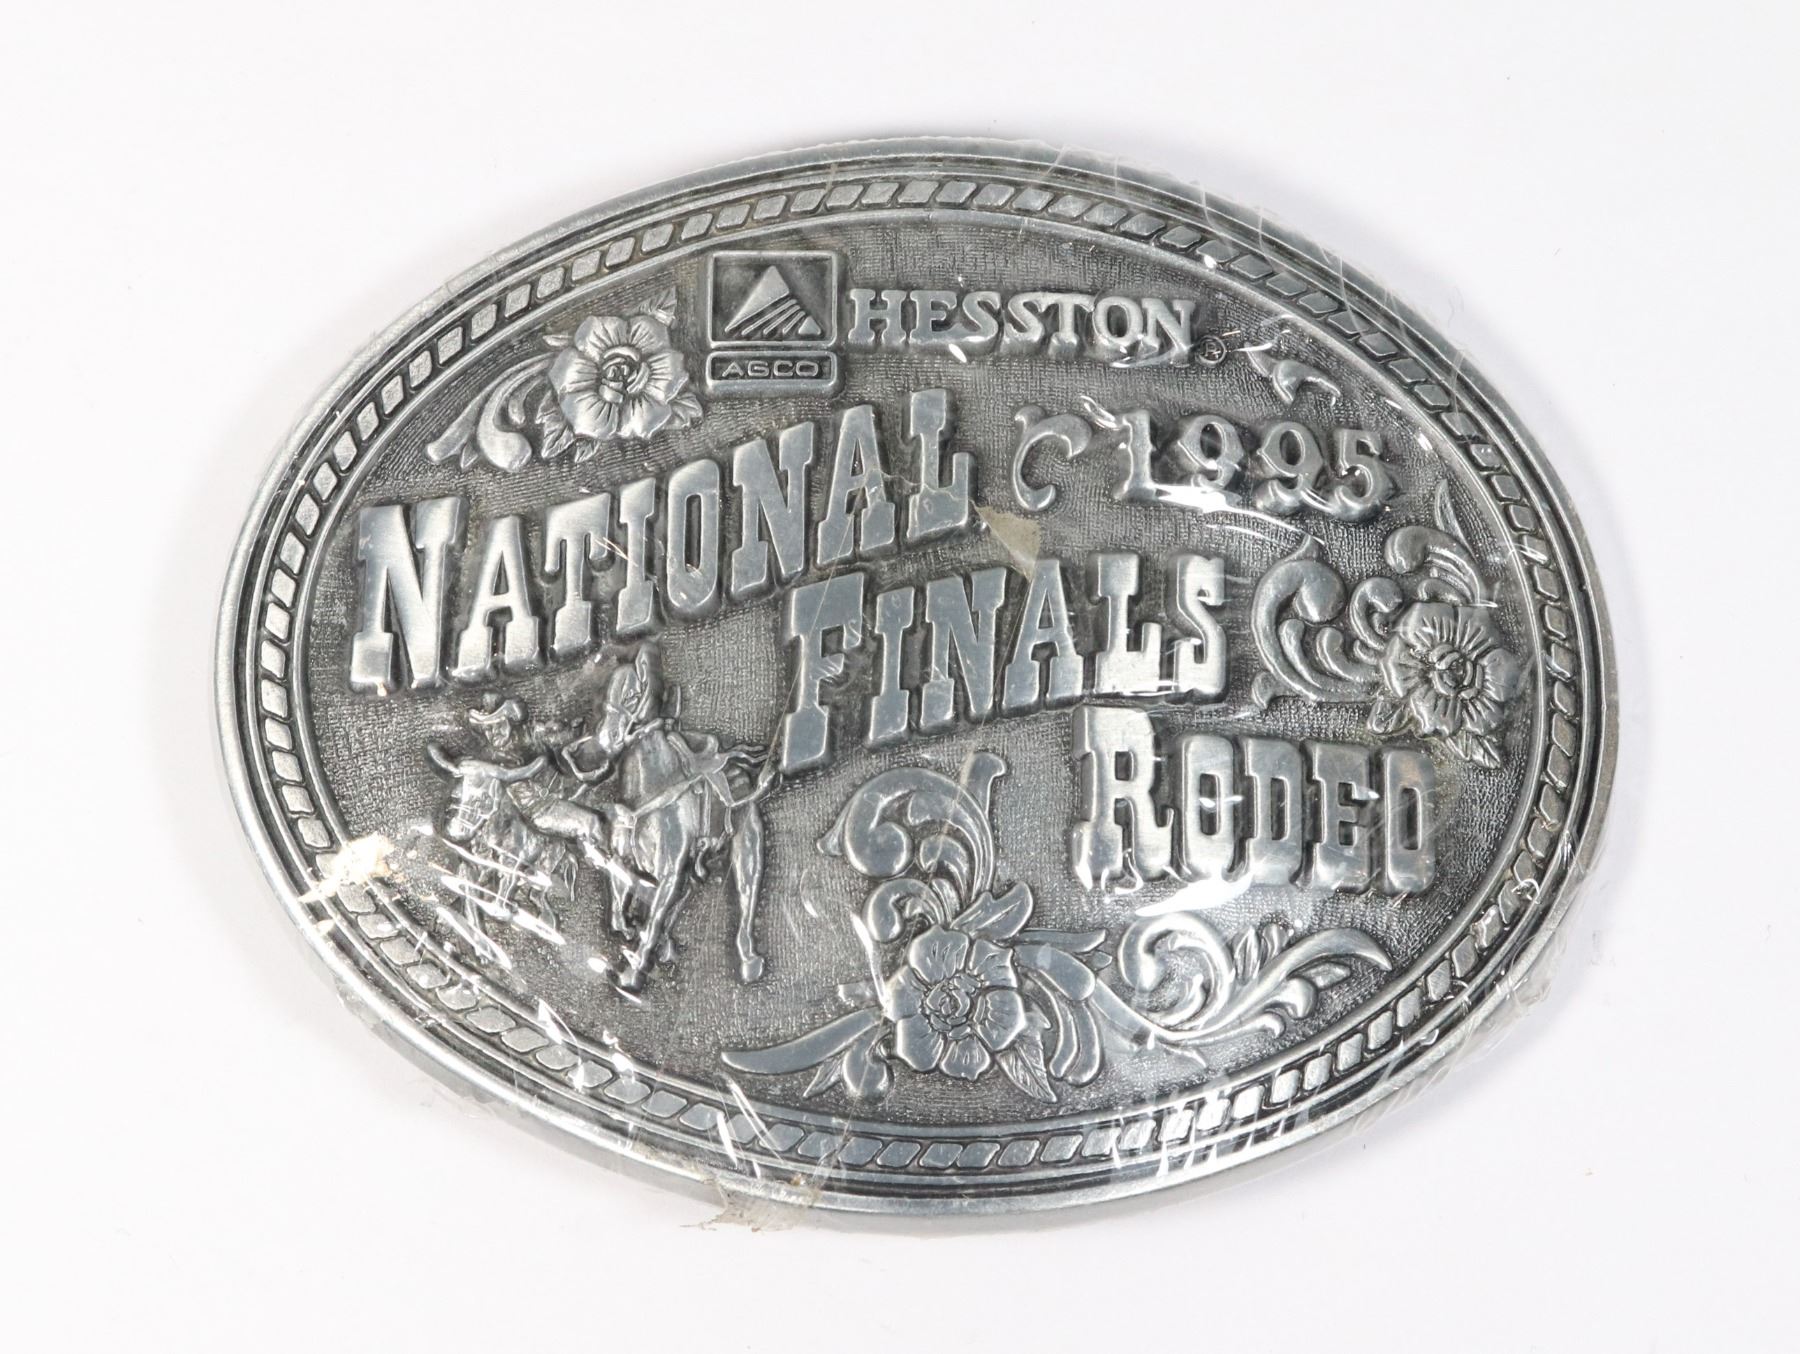 HESSTON®
AGCO
1995
NATIONAL
FINALS
RODEO